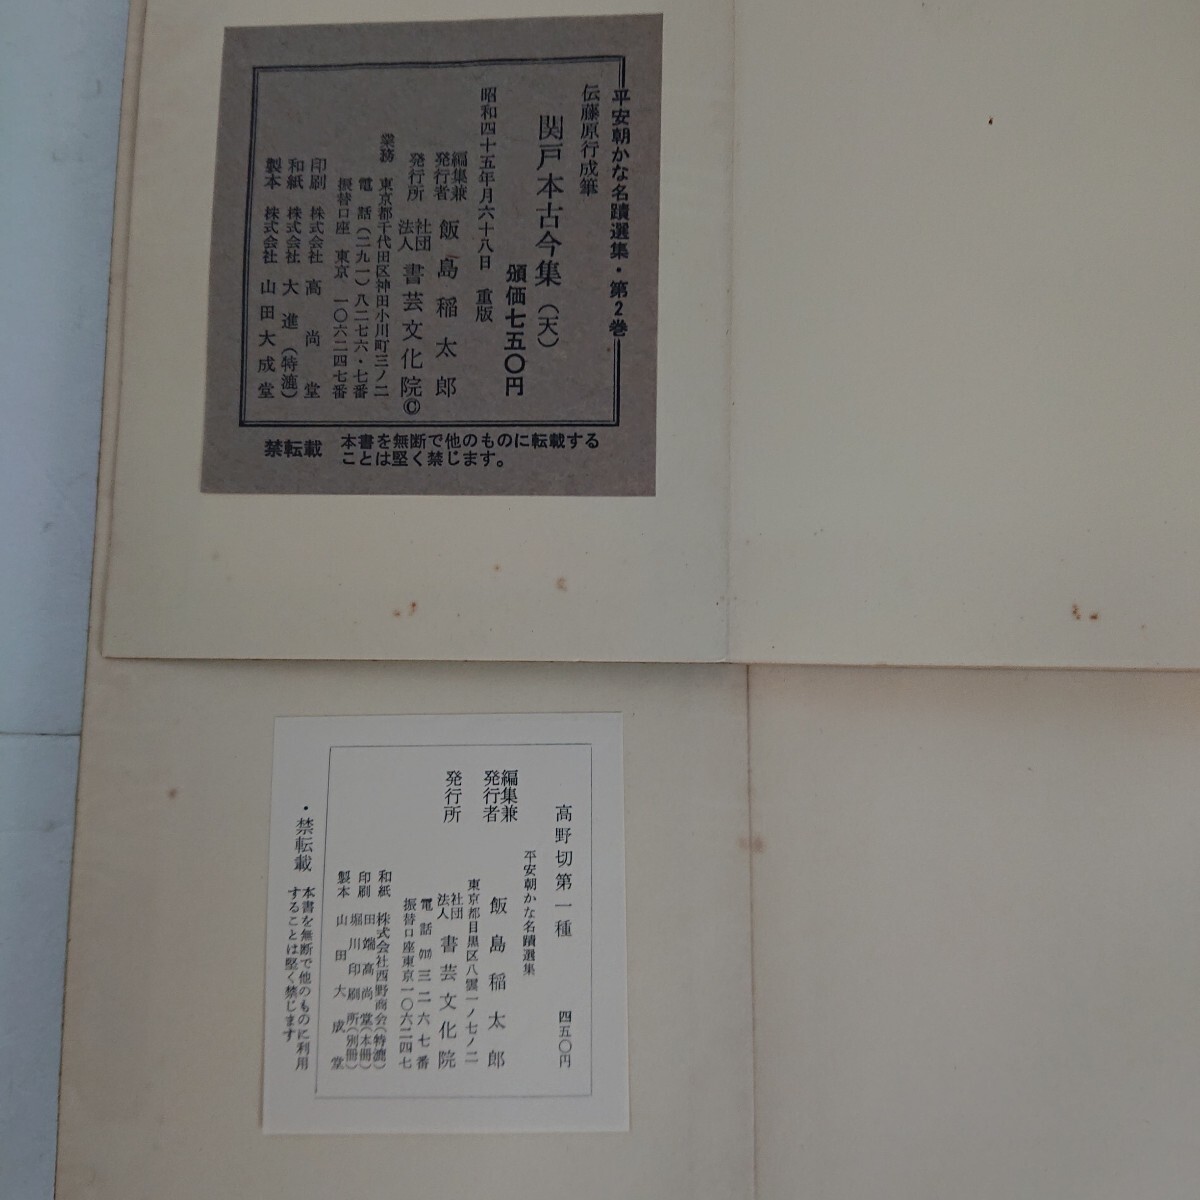 平安朝かな名蹟選集・第2巻
伝藤原行成筆
関戸本古今集（天）
頒価七五〇円
昭和四十五年月六十八日 重版
編集兼
発行者 飯島稲太郎
発行所 社団法人 書芸文化院©
業務 東京都千代田区神田小川町三ノ二
電話（二九一）八二七六・七番
振替口座 東京 一〇六二四七番
印刷 株式会社 高尚堂
和紙 株式会社 大進（特漉）
製本 株式会社 山田大成堂
禁転載 本書を無断で他のものに転載する
ことは堅く禁じます。
高野切第一種 四五〇円
平安朝かな名蹟選集
編集兼
発行者 飯島稲太郎
東京都目黒区八雲一ノ七ノ二
発行所 社団法人 書芸文化院
電話 三二六七番
振替口座東京一〇六二四七
和紙 株式会社西野商会（特漉）
印刷 田端高尚堂（本冊）
堀川印刷所（別冊）
製本 山田大成堂
・禁転載 本書を無断で他のものに利用
することは堅く禁じます